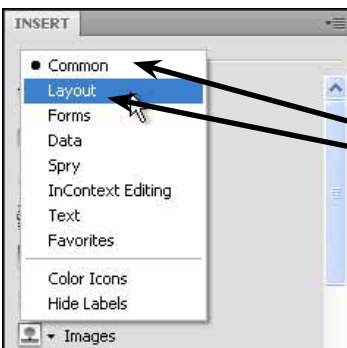 INSERT
Common
Layout
Forms
Data
Spry
InContext Editing
Text
Favorites
Color Icons
Hide Labels
Images